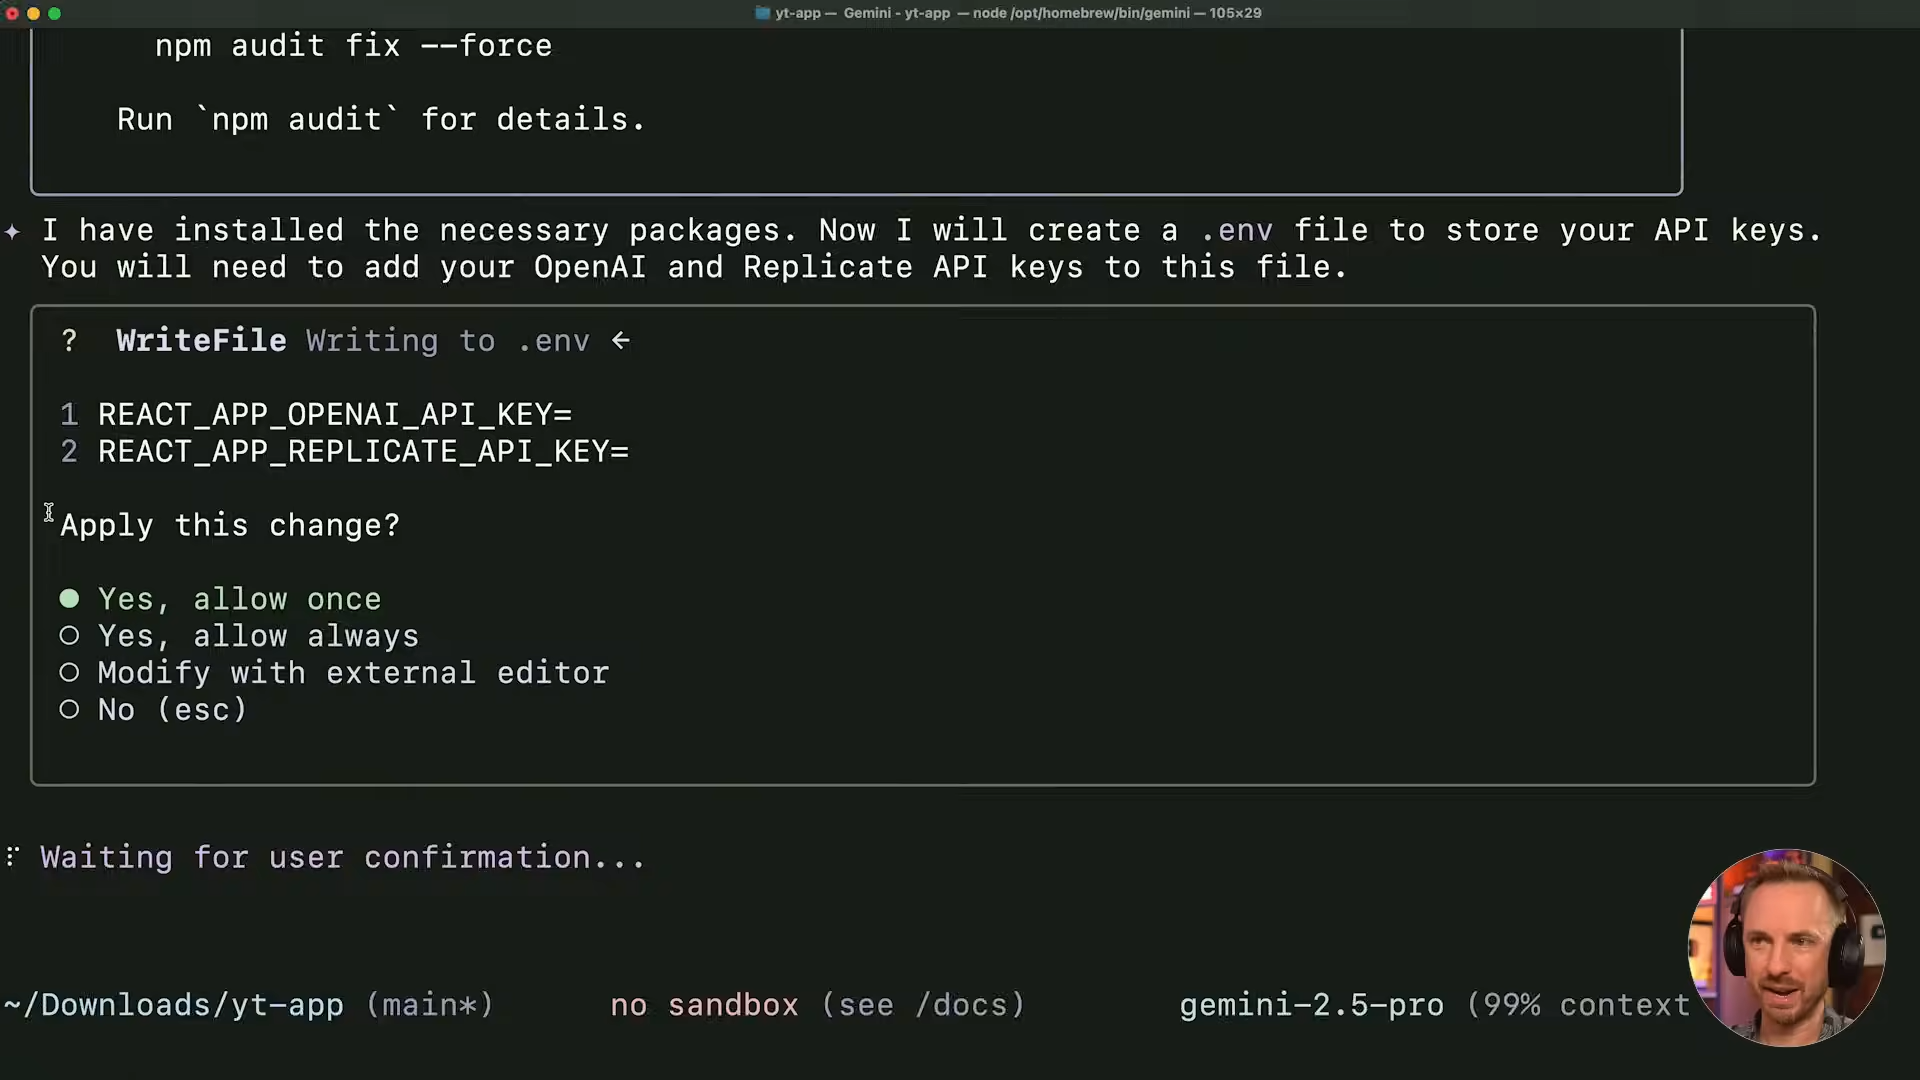 yt-app — Gemini - yt-app — node /opt/homebrew/bin/gemini — 105×29
npm audit fix --force
Run `npm audit` for details.
✦ I have installed the necessary packages. Now I will create a .env file to store your API keys.
You will need to add your OpenAI and Replicate API keys to this file.
? WriteFile Writing to .env ←
1 REACT_APP_OPENAI_API_KEY=
2 REACT_APP_REPLICATE_API_KEY=
Apply this change?
● Yes, allow once
○ Yes, allow always
○ Modify with external editor
○ No (esc)
Waiting for user confirmation...
~/Downloads/yt-app (main*) no sandbox (see /docs) gemini-2.5-pro (99% context